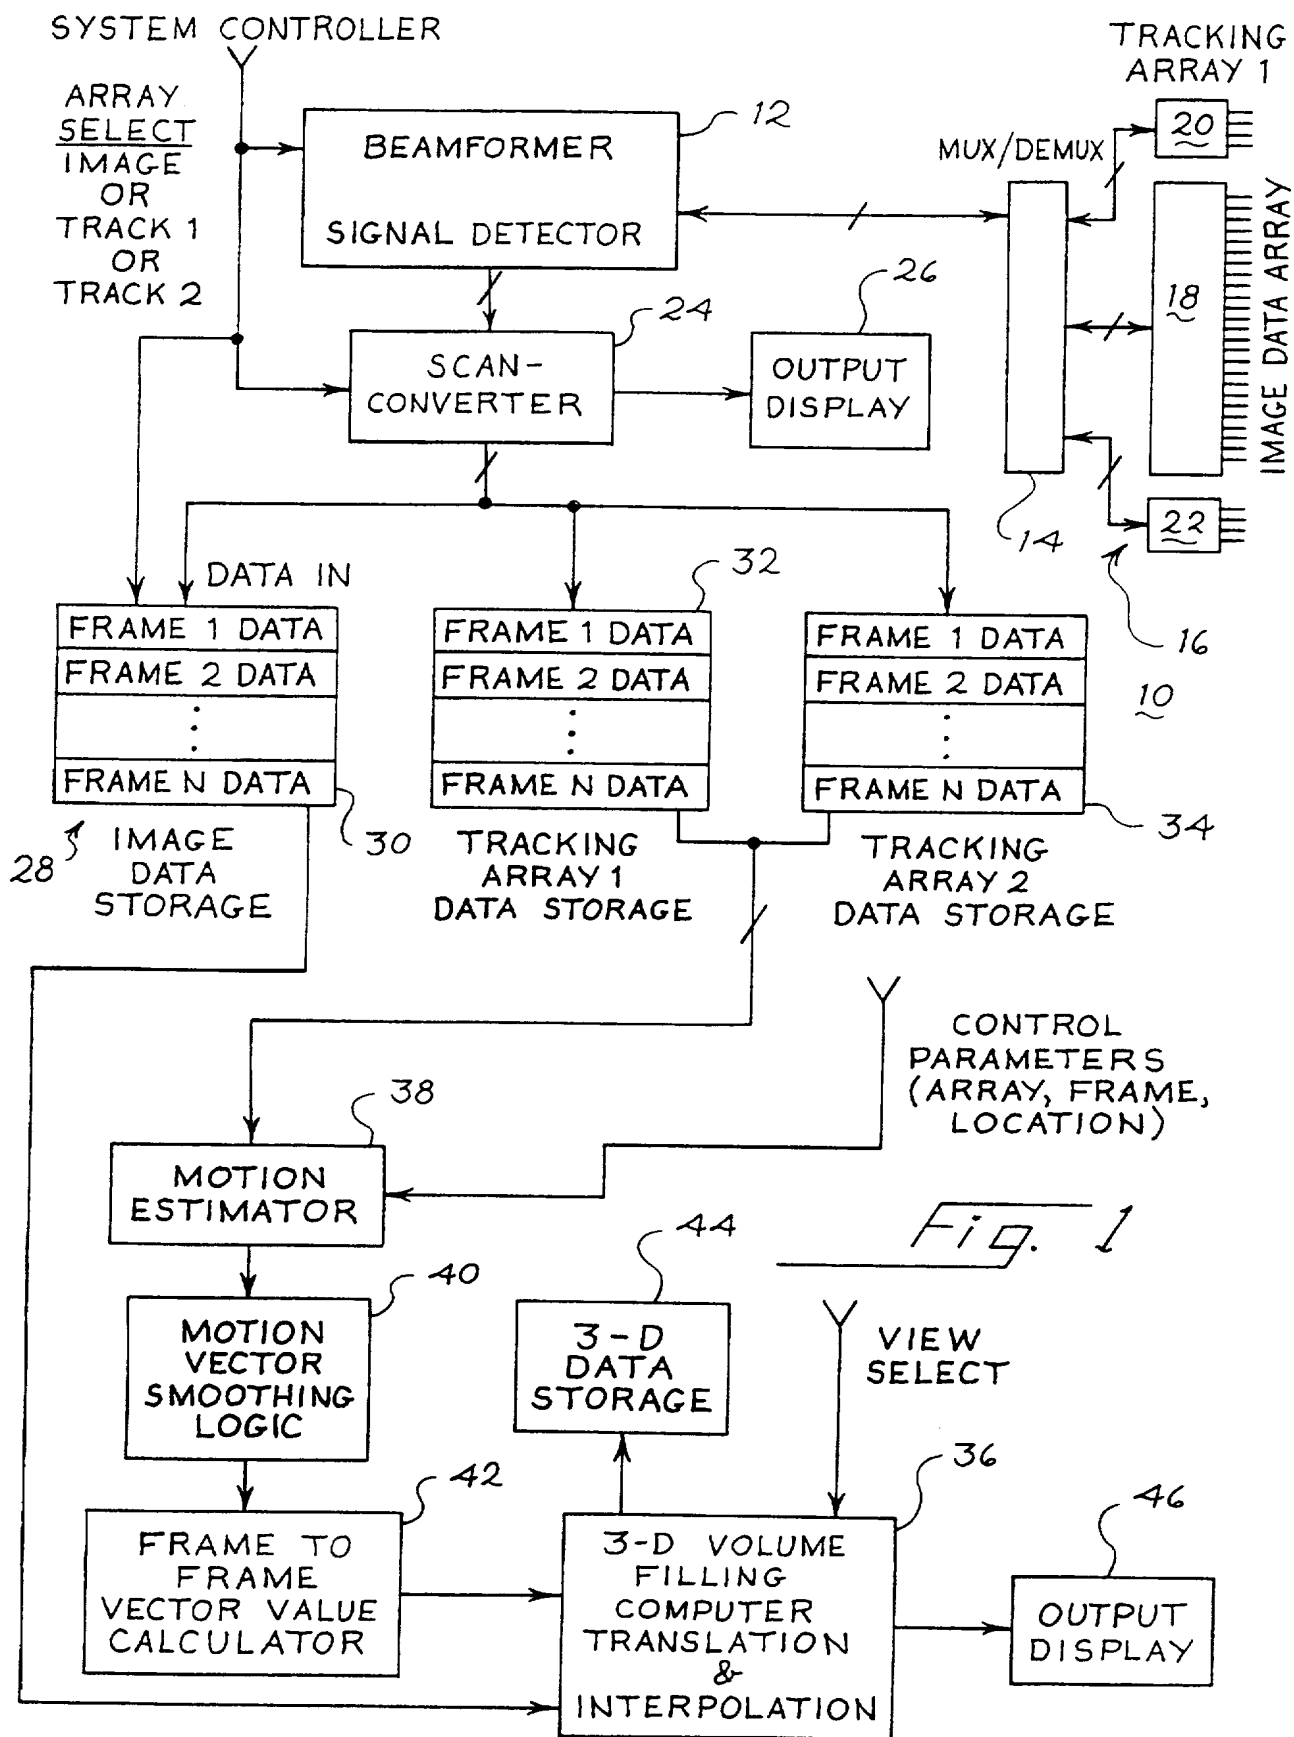 SYSTEM CONTROLLER
ARRAY
SELECT
IMAGE
OR
TRACK 1
OR
TRACK 2
BEAMFORMER
SIGNAL DETECTOR
12
MUX/DEMUX
TRACKING
ARRAY 1
20
18
IMAGE DATA ARRAY
22
14
16
10
24
SCAN-
CONVERTER
26
OUTPUT
DISPLAY
DATA IN
FRAME 1 DATA
FRAME 2 DATA
FRAME N DATA
28
30
IMAGE
DATA
STORAGE
32
FRAME 1 DATA
FRAME 2 DATA
FRAME N DATA
TRACKING
ARRAY 1
DATA STORAGE
FRAME 1 DATA
FRAME 2 DATA
FRAME N DATA
34
TRACKING
ARRAY 2
DATA STORAGE
CONTROL
PARAMETERS
(ARRAY, FRAME,
LOCATION)
38
MOTION
ESTIMATOR
Fig. 1
40
MOTION
VECTOR
SMOOTHING
LOGIC
44
3-D
DATA
STORAGE
VIEW
SELECT
42
FRAME TO
FRAME
VECTOR VALUE
CALCULATOR
36
3-D VOLUME
FILLING
COMPUTER
TRANSLATION
&
INTERPOLATION
46
OUTPUT
DISPLAY